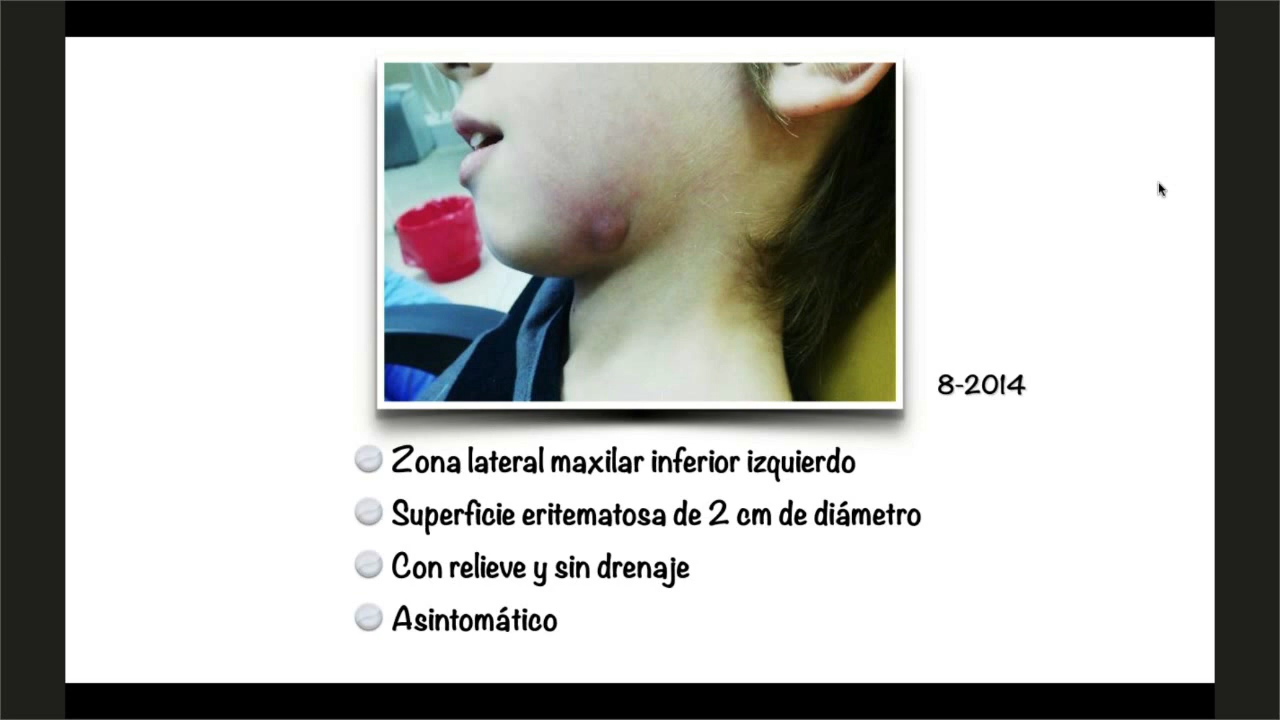 8-2014
Zona lateral maxilar inferior izquierdo
Superficie eritematosa de 2 cm de diámetro
Con relieve y sin drenaje
Asintomático